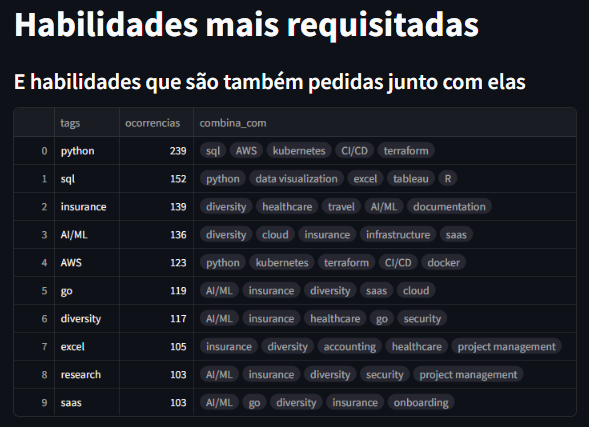 Habilidades mais requisitadas
E habilidades que são também pedidas junto com elas
tags ocorrencias combina_com
0 python 239 sql AWS kubernetes CI/CD terraform
1 sql 152 python data visualization excel tableau R
2 insurance 139 diversity healthcare travel AI/ML documentation
3 AI/ML 136 diversity cloud insurance infrastructure saas
4 AWS 123 python kubernetes terraform CI/CD docker
5 go 119 AI/ML insurance diversity saas cloud
6 diversity 117 AI/ML insurance healthcare go security
7 excel 105 insurance diversity accounting healthcare project management
8 research 103 AI/ML insurance diversity security project management
9 saas 103 AI/ML go diversity insurance onboarding